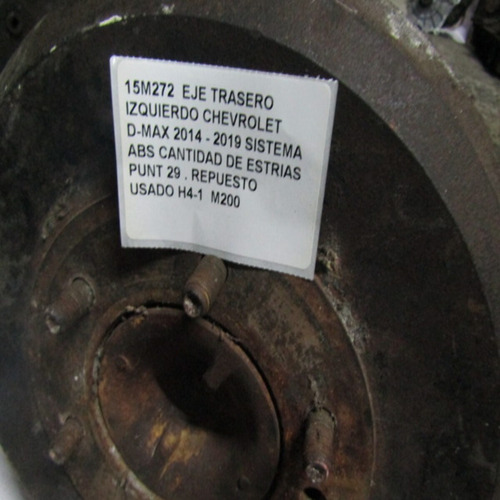 15M272 EJE TRASERO
IZQUIERDO CHEVROLET
D-MAX 2014 - 2019 SISTEMA
ABS CANTIDAD DE ESTRIAS
PUNT 29 . REPUESTO
USADO H4-1 M200